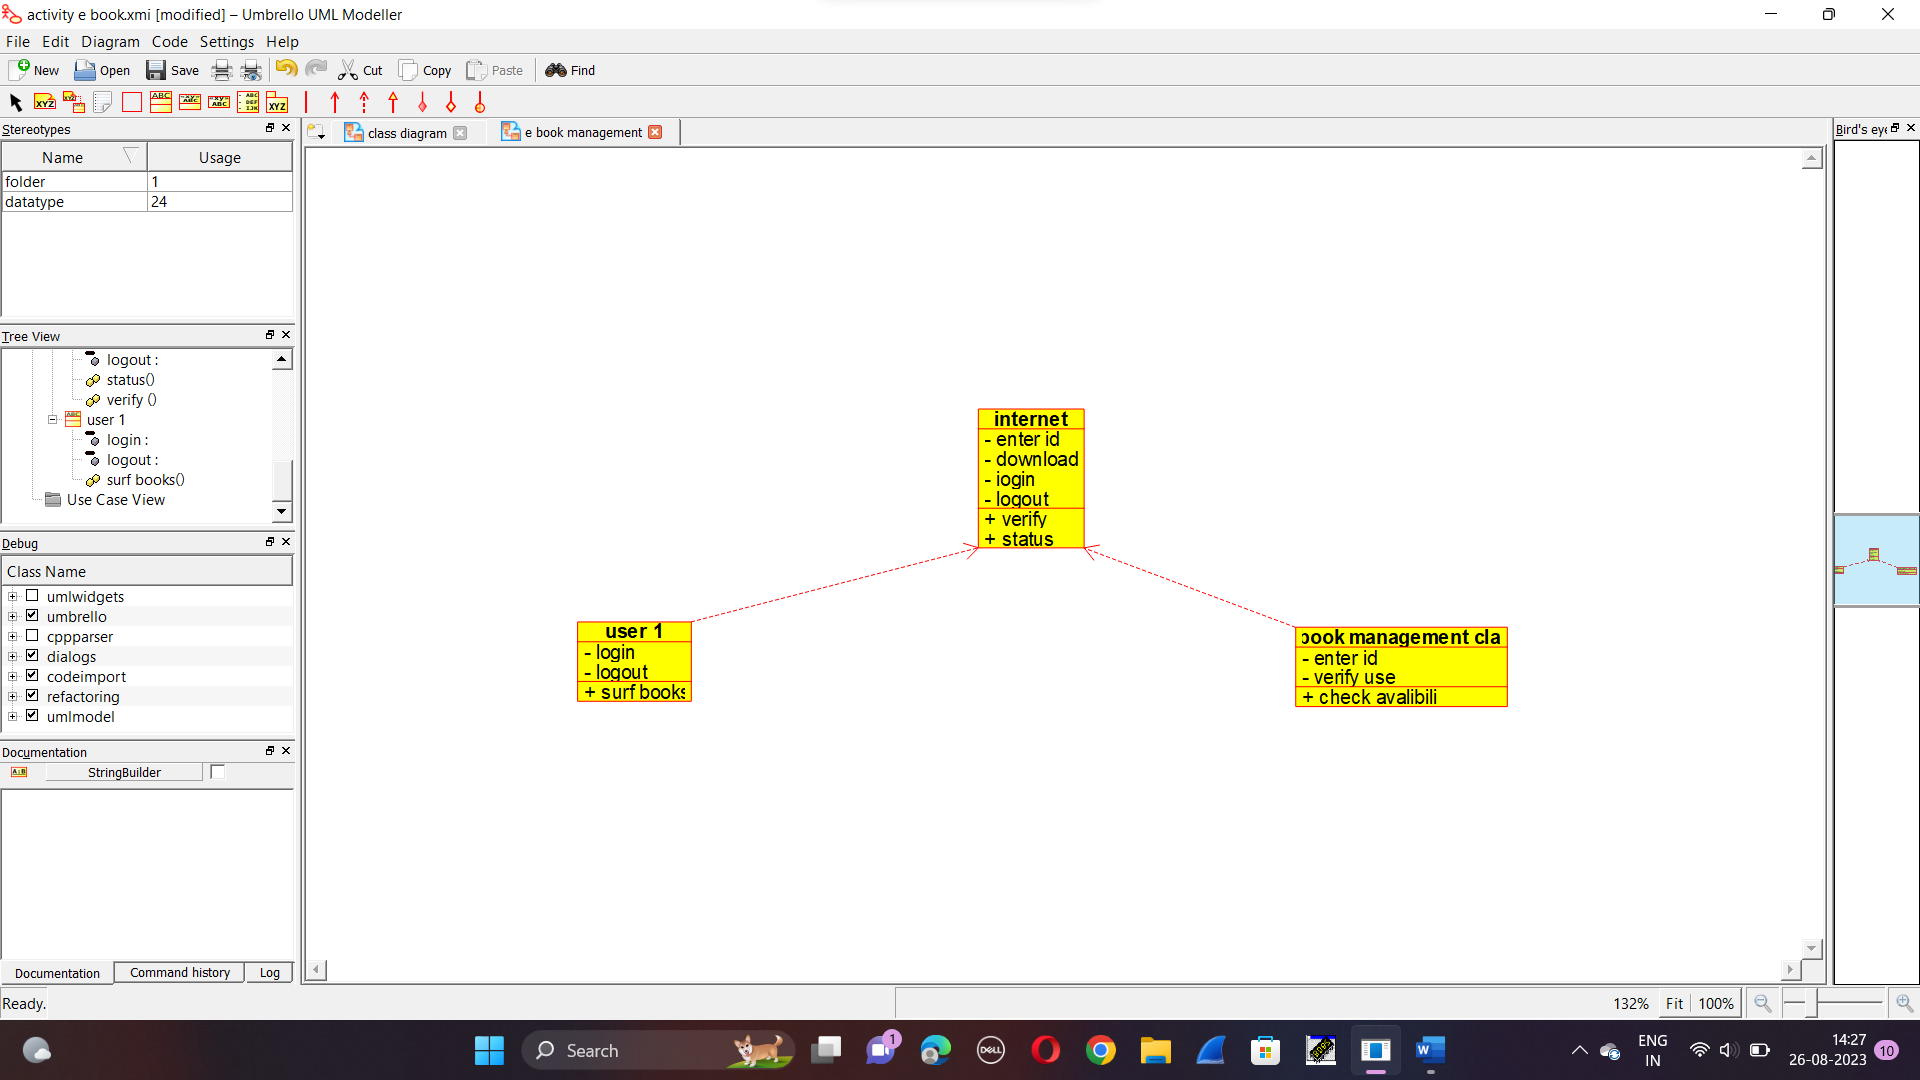 activity e book.xmi [modified] – Umbrello UML Modeller
File Edit Diagram Code Settings Help
New Open Save Cut Copy Paste Find
Stereotypes
class diagram
e book management
Bird's eye
Name Usage
folder 1
datatype 24
Tree View
logout :
status()
verify ()
user 1
login :
logout :
surf books()
Use Case View
Debug
Class Name
umlwidgets
umbrello
cppparser
dialogs
codeimport
refactoring
umlmodel
Documentation
StringBuilder
internet
- enter id
- download
- iogin
- logout
+ verify
+ status
user 1
- login
- logout
+ surf books
book management cla
- enter id
- verify use
+ check avalibili
Documentation Command history Log
Ready.
132% Fit 100%
Search
1
DELL
ENG
IN
14:27
26-08-2023
10